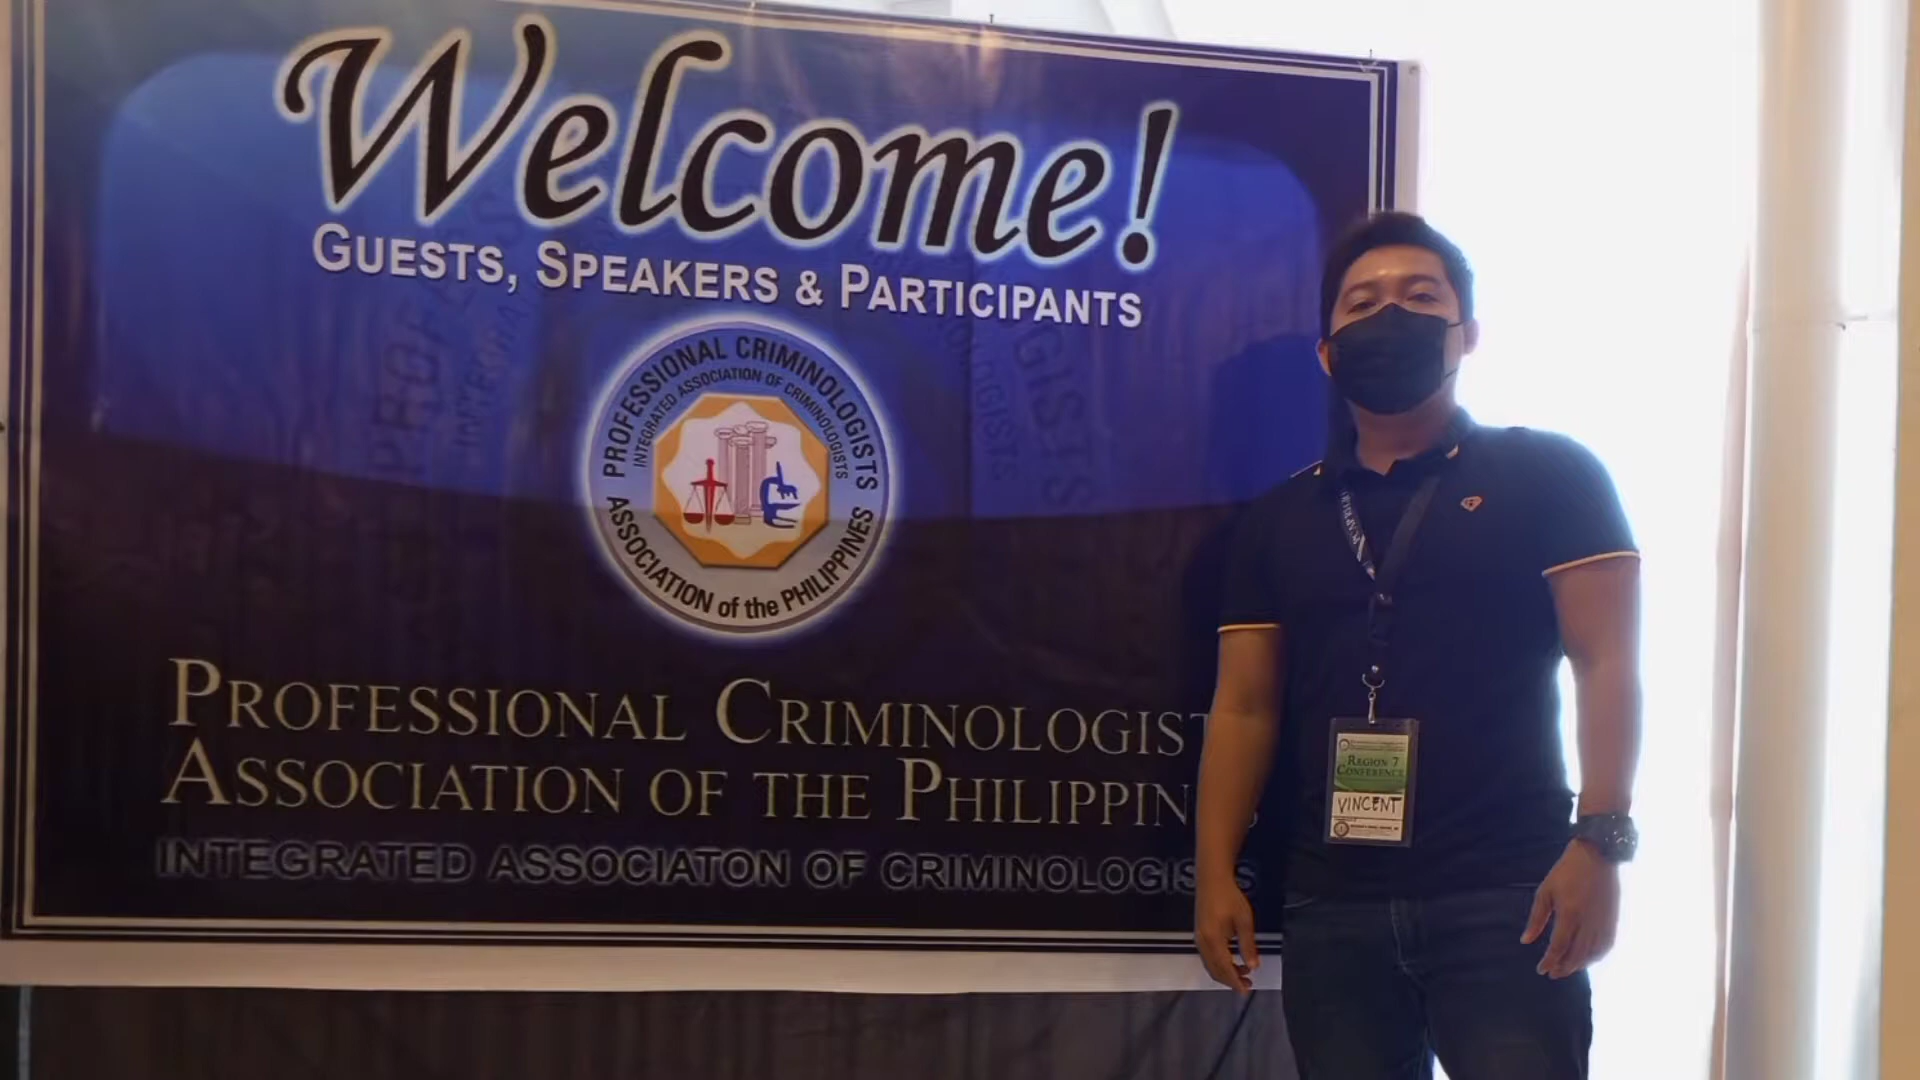 Welcome!
GUESTS, SPEAKERS & PARTICIPANTS
PROFESSIONAL CRIMINOLOGISTS
INTEGRATED ASSOCIATION OF CRIMINOLOGISTS
ASSOCIATION of the PHILIPPINES
PROFESSIONAL CRIMINOLOGIST
ASSOCIATION OF THE PHILIPPIN
INTEGRATED ASSOCIATON OF CRIMINOLOGISTS
REGION 7
CONFERENCE
VINCENT